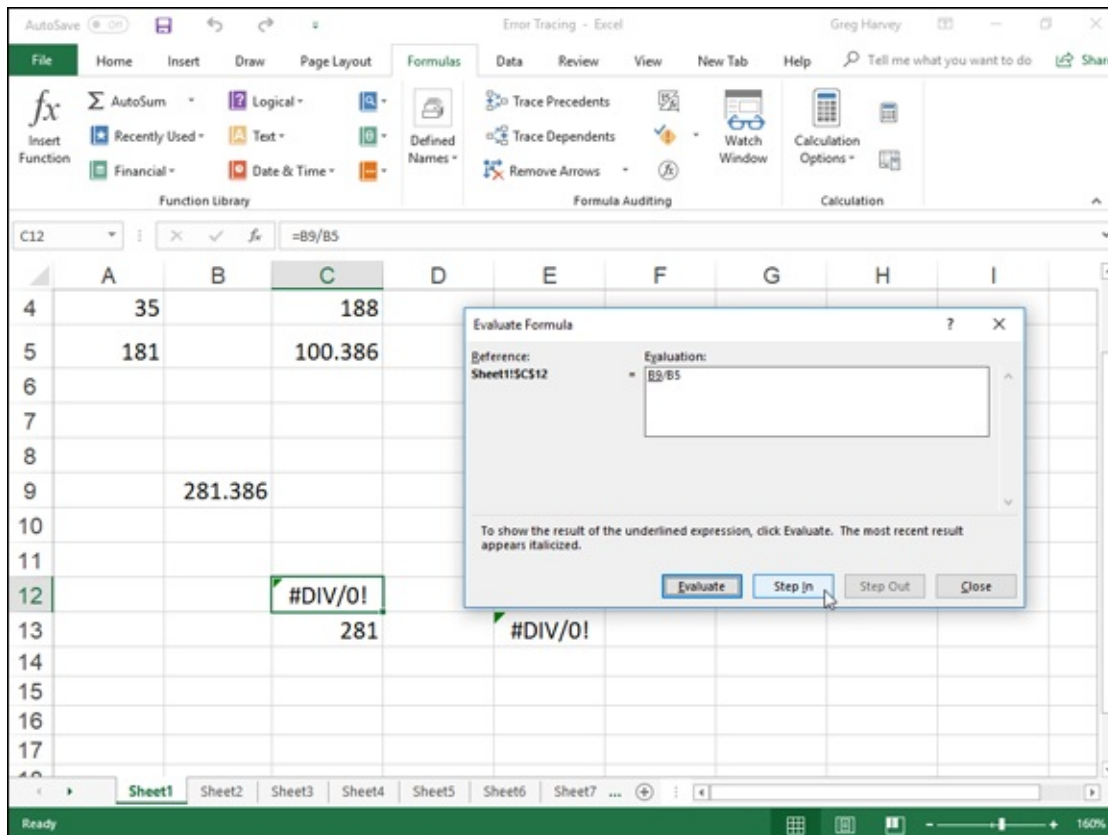 AutoSave Off Error Tracing - Excel Greg Harvey
File Home Insert Draw Page Layout Formulas Data Review View New Tab Help Tell me what you want to do Shar
fx Insert Function
Σ AutoSum
Recently Used
Financial
Logical
Text
Date & Time
Function Library
Defined Names
Trace Precedents
Trace Dependents
Remove Arrows
fx
Formula Auditing
Watch Window
Calculation Options
Calculation
C12 fx =B9/B5
A B C D E F G H I
4 35 188
5 181 100.386
6
7
8
9 281.386
10
11
12 #DIV/0!
13 281 #DIV/0!
14
15
16
17
Evaluate Formula ? ×
Reference: Evaluation:
Sheet1!$C$12 = B9/B5
To show the result of the underlined expression, click Evaluate. The most recent result
appears italicized.
Evaluate Step In Step Out Close
Sheet1 Sheet2 Sheet3 Sheet4 Sheet5 Sheet6 Sheet7 ...
Ready 160%